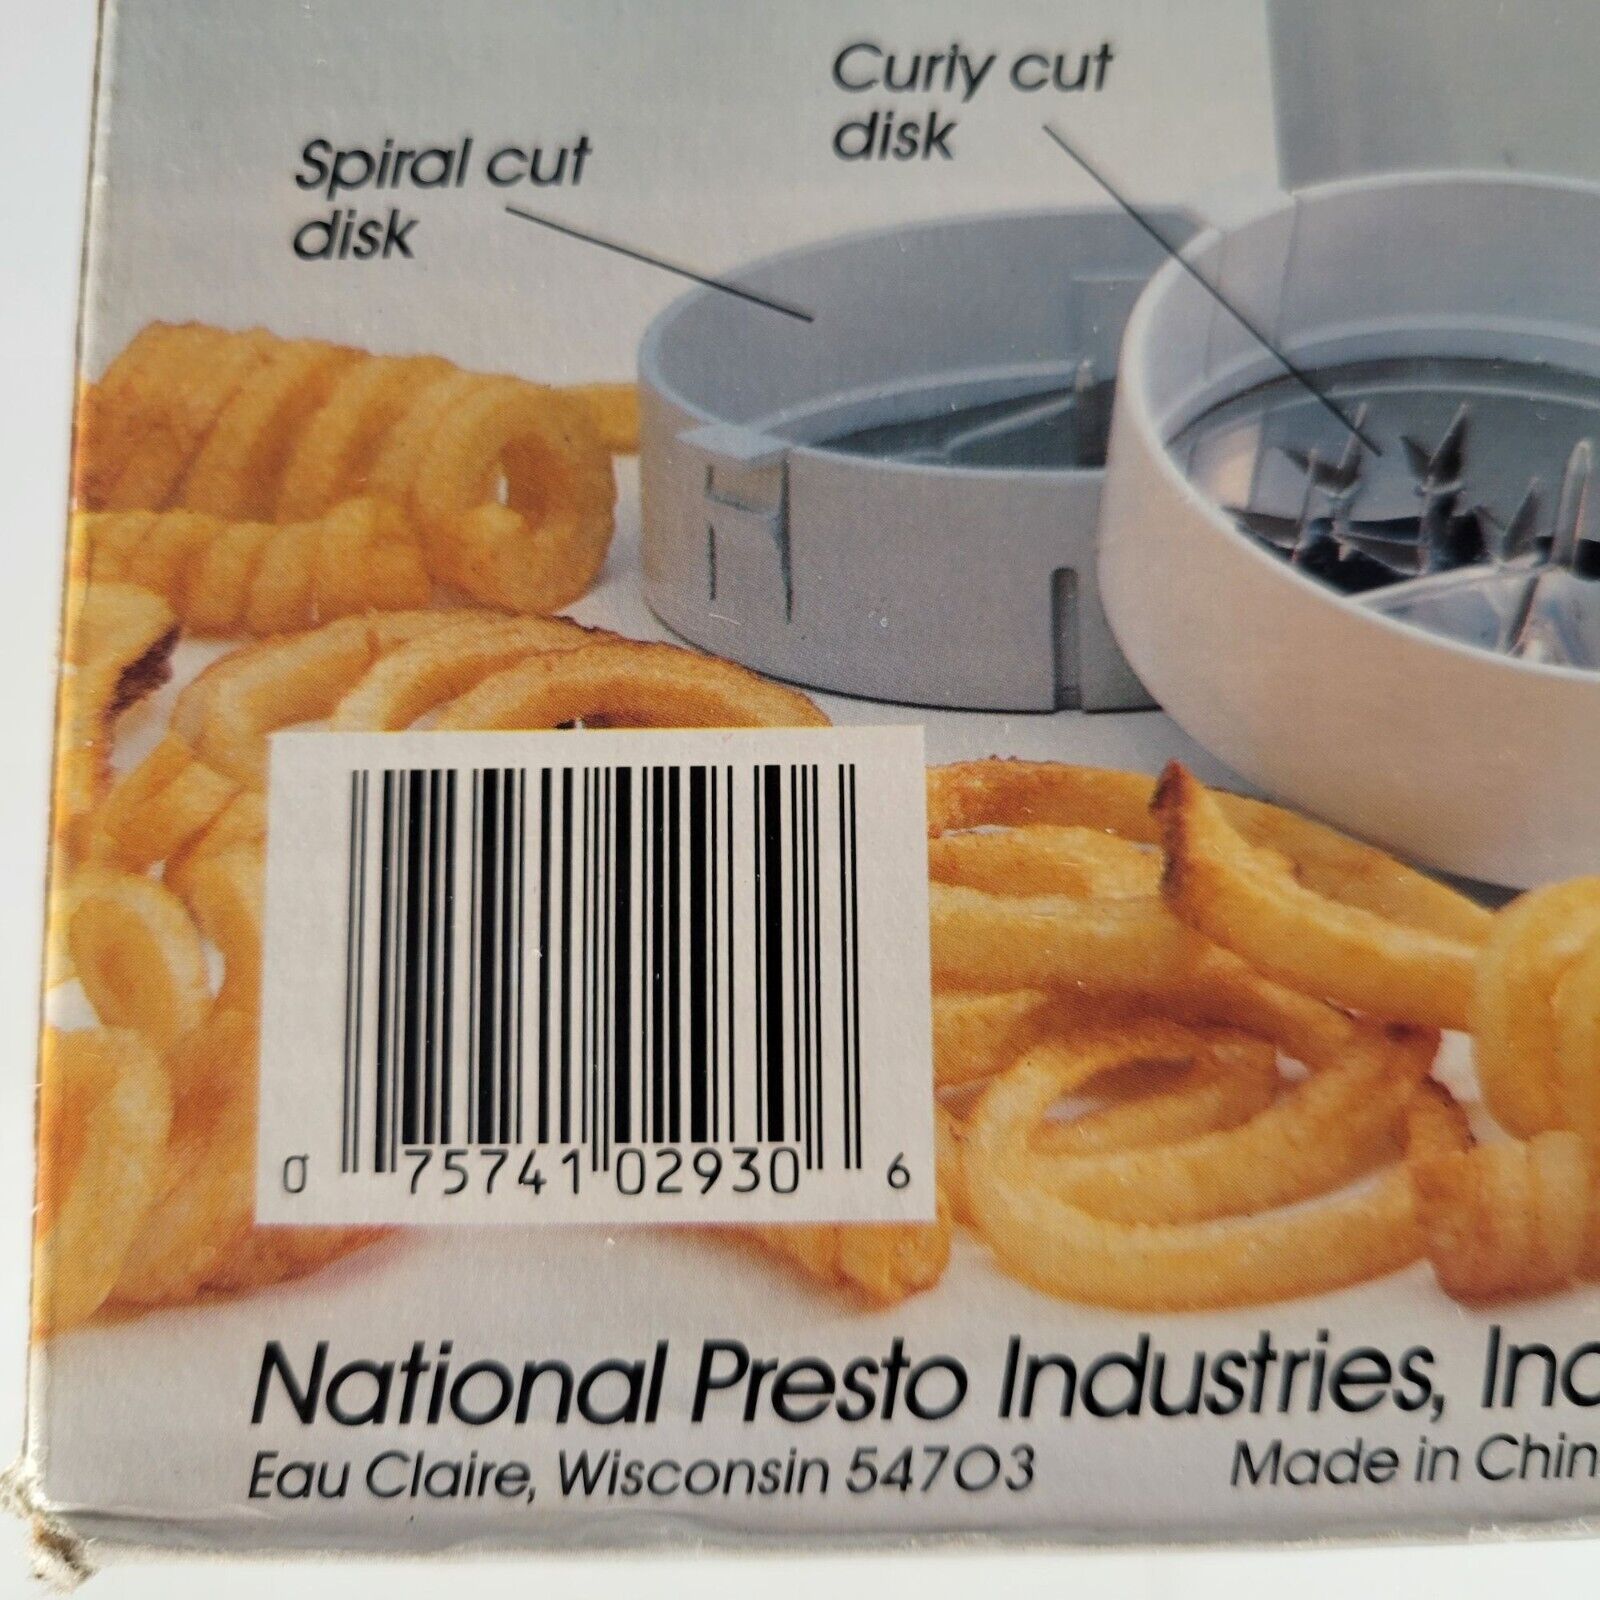 Curly cut
disk
Spiral cut
disk
0 75741 02930 6
National Presto Industries, Inc
Eau Claire, Wisconsin 54703
Made in Chin